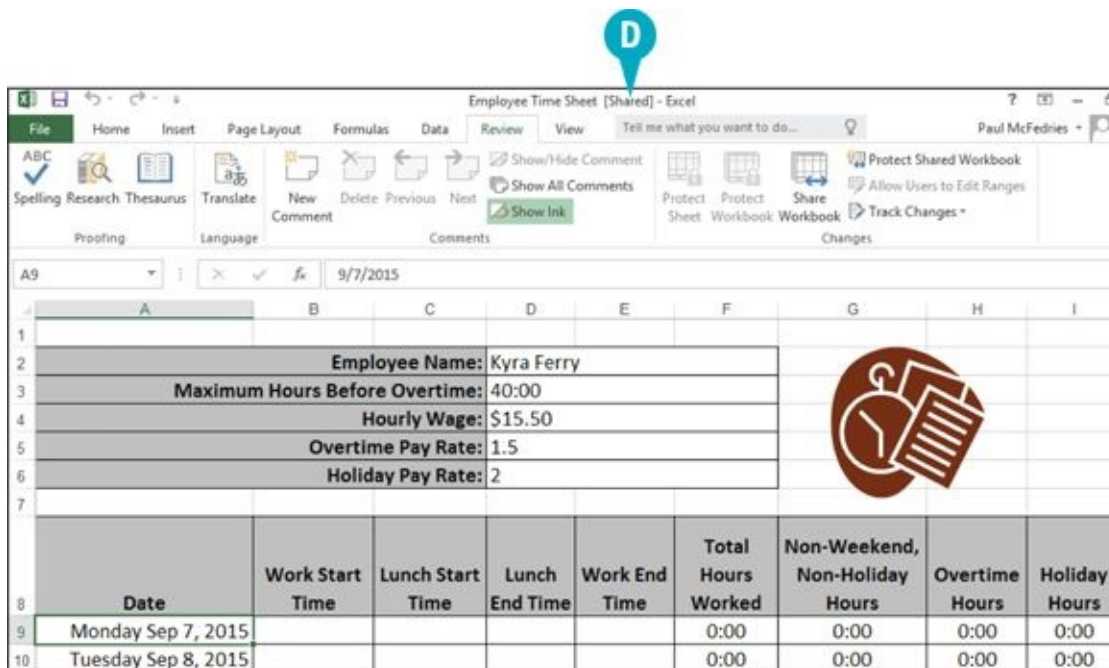 D
Employee Time Sheet [Shared] - Excel ?
File Home Insert Page Layout Formulas Data Review View Tell me what you want to do... Paul McFedries
ABC
Spelling Research Thesaurus Translate New Comment Delete Previous Next Show/Hide Comment Show All Comments Show Ink Protect Sheet Protect Workbook Share Workbook Protect Shared Workbook Allow Users to Edit Ranges Track Changes
Proofing Language Comments Changes
A9 fx 9/7/2015
A B C D E F G H I
1
2 Employee Name: Kyra Ferry
3 Maximum Hours Before Overtime: 40:00
4 Hourly Wage: $15.50
5 Overtime Pay Rate: 1.5
6 Holiday Pay Rate: 2
7
8 Date Work Start Time Lunch Start Time Lunch End Time Work End Time Total Hours Worked Non-Weekend, Non-Holiday Hours Overtime Hours Holiday Hours
9 Monday Sep 7, 2015 0:00 0:00 0:00 0:00
10 Tuesday Sep 8, 2015 0:00 0:00 0:00 0:00